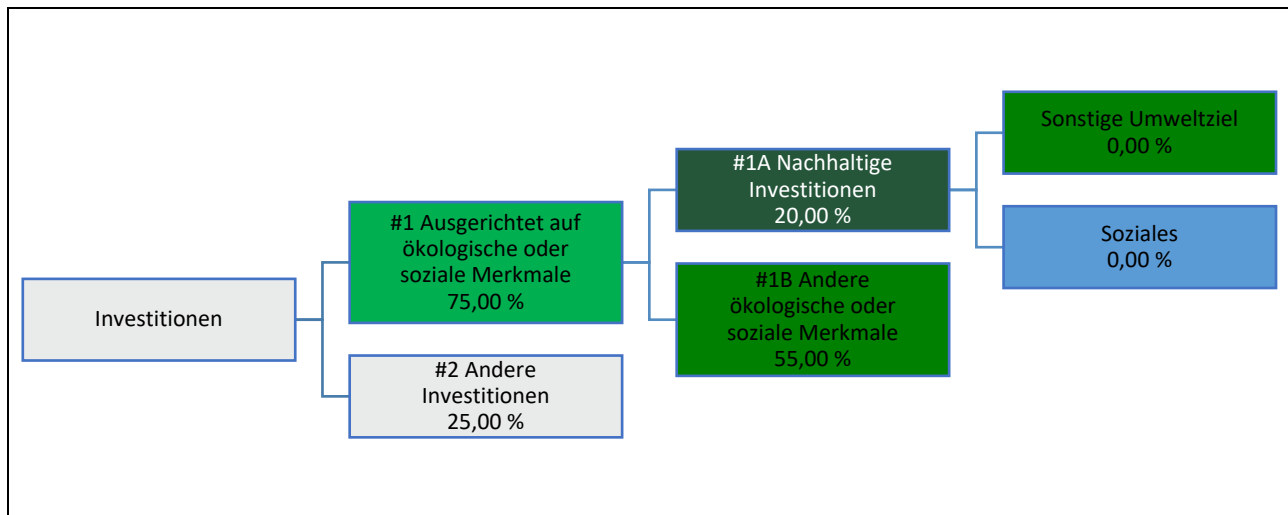 Investitionen
#1 Ausgerichtet auf
ökologische oder
soziale Merkmale
75,00 %
#2 Andere
Investitionen
25,00 %
#1A Nachhaltige
Investitionen
20,00 %
#1B Andere
ökologische oder
soziale Merkmale
55,00 %
Sonstige Umweltziel
0,00 %
Soziales
0,00 %